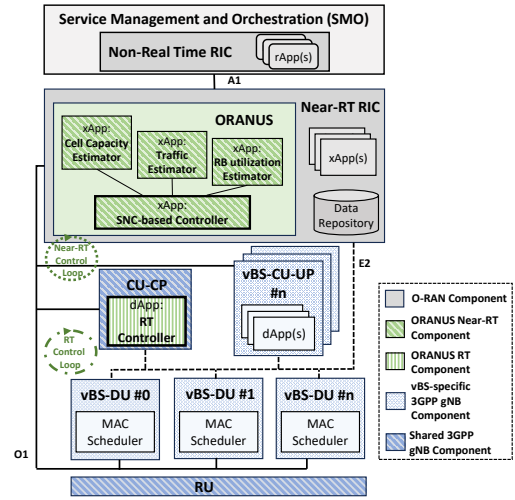 Service Management and Orchestration (SMO)
Non-Real Time RIC
rApp(s)
A1
Near-RT RIC
ORANUS
xApp:
Cell Capacity
Estimator
xApp:
Traffic
Estimator
xApp:
RB utilization
Estimator
xApp:
SNC-based Controller
xApp(s)
Data
Repository
Near-RT
Control
Loop
E2
CU-CP
dApp:
RT
Controller
vBS-CU-UP
#n
dApp(s)
RT
Control
Loop
vBS-DU #0
MAC
Scheduler
vBS-DU #1
MAC
Scheduler
vBS-DU #n
MAC
Scheduler
O1
RU
O-RAN Component
ORANUS Near-RT
Component
ORANUS RT
Component
vBS-specific
3GPP gNB
Component
Shared 3GPP
gNB Component